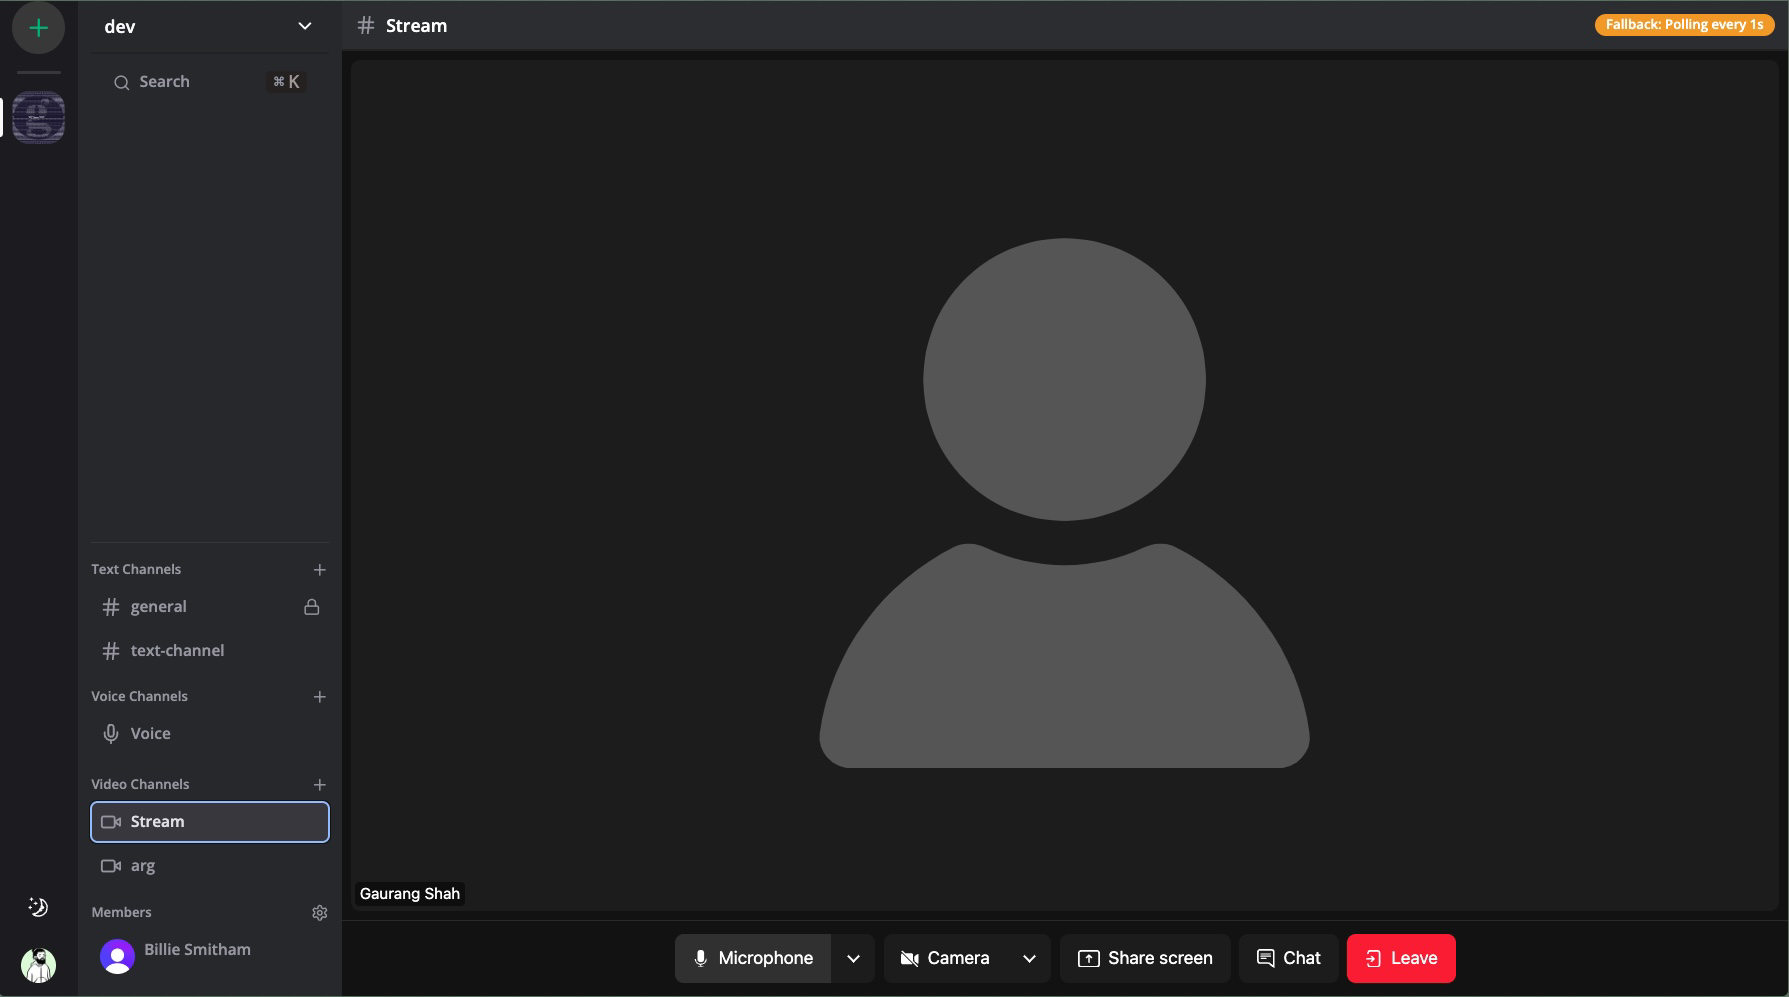 dev
Search
⌘ K
Text Channels
general
text-channel
Voice Channels
Voice
Video Channels
Stream
arg
Members
Billie Smitham
# Stream
Fallback: Polling every 1s
Gaurang Shah
Microphone
Camera
Share screen
Chat
Leave